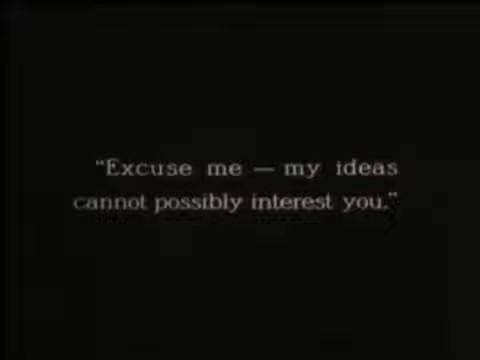 “Excuse me — my ideas
cannot possibly interest you.”